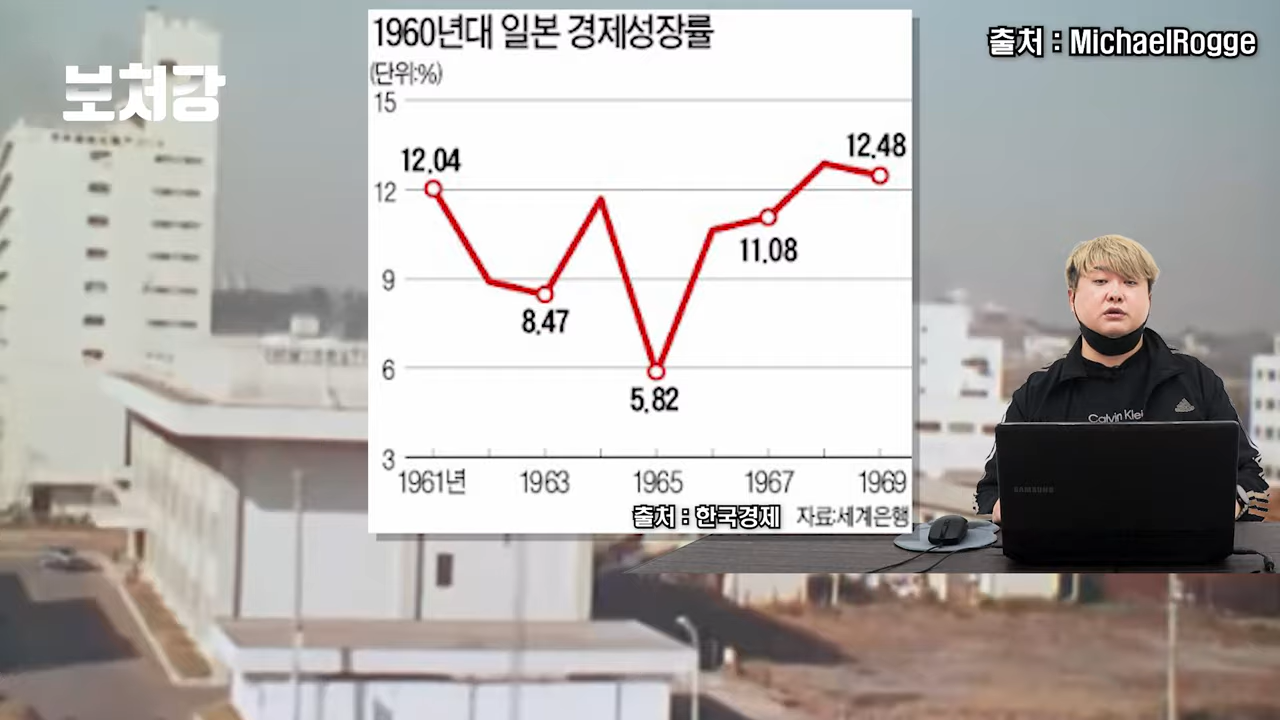 보처강
출처 : MichaelRogge
1960년대 일본 경제성장률
(단위:%)
15
12
9
6
3
12.04
8.47
5.82
11.08
12.48
1961년 1963 1965 1967 1969
출처 : 한국경제 자료:세계은행
Calvin Klei
SAMSUNG